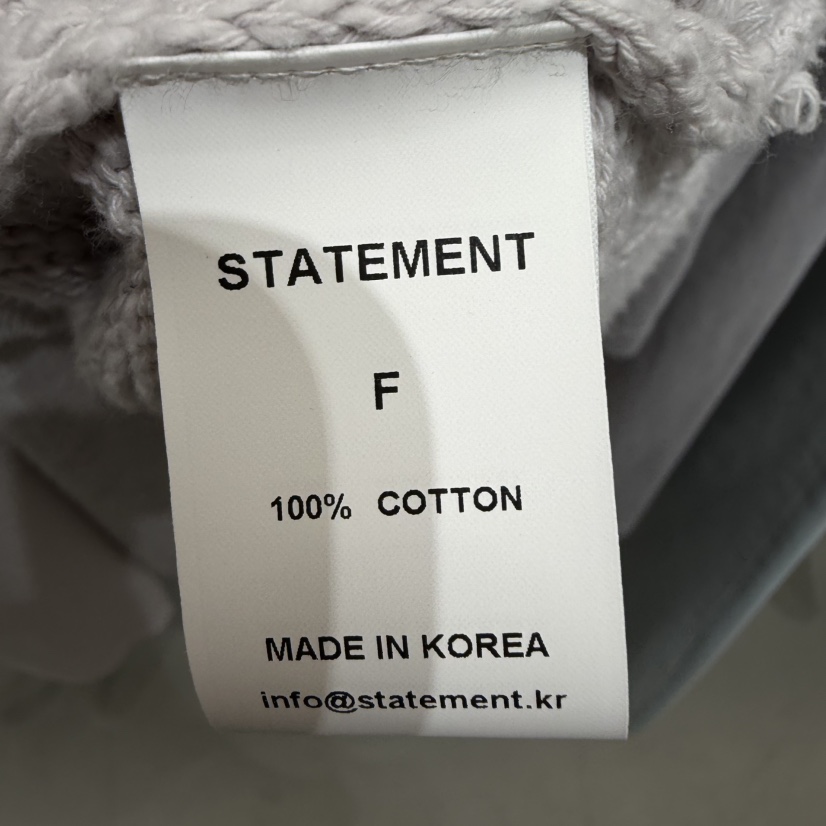 STATEMENT
F
100% COTTON
MADE IN KOREA
info@statement.kr